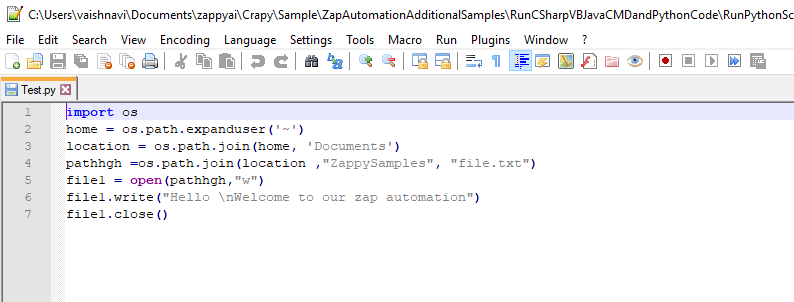 C:\Users\vaishnavi\Documents\zappyai\Crapy\Sample\ZapAutomationAdditionalSamples\RunCSharpVBJavaCMDandPythonCode\RunPythonSc
File Edit Search View Encoding Language Settings Tools Macro Run Plugins Window ?
Test.py
1 import os
2 home = os.path.expanduser('~')
3 location = os.path.join(home, 'Documents')
4 pathhgh =os.path.join(location ,"ZappySamples", "file.txt")
5 file1 = open(pathhgh,"w")
6 file1.write("Hello \nWelcome to our zap automation")
7 file1.close()